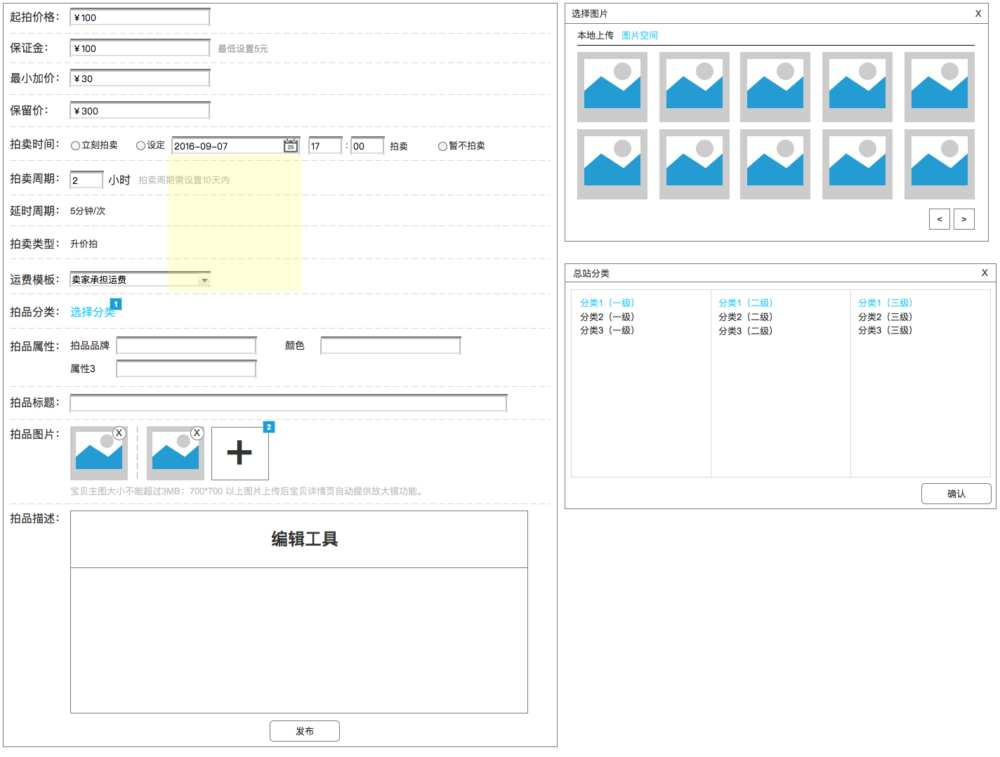 起拍价格： ￥100
保证金： ￥100 最低设置5元
最小加价： ￥30
保留价： ￥300
拍卖时间： 立刻拍卖 设定 2016-09-07 25 17 : 00 拍卖 暂不拍卖
拍卖周期： 2 小时 拍卖周期需设置10天内
延时周期： 5分钟/次
拍卖类型： 升价拍
运费模板： 卖家承担运费
拍品分类： 选择分类 1
拍品属性： 拍品品牌 颜色
属性3
拍品标题：
拍品图片： X X 2
宝贝主图大小不能超过3MB；700*700 以上图片上传后宝贝详情页自动提供放大镜功能。
拍品描述：
编辑工具
发布
选择图片 X
本地上传 图片空间
< >
总站分类 X
分类1（一级） 分类1（二级） 分类1（三级）
分类2（一级） 分类2（二级） 分类2（三级）
分类3（一级） 分类3（二级） 分类3（三级）
确认